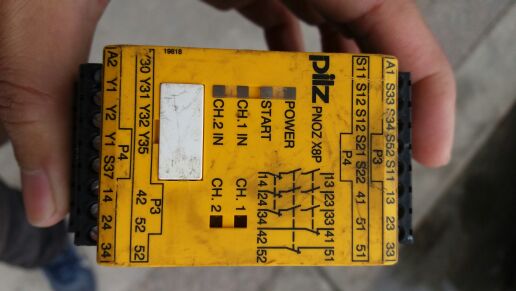 pilz
PNOZ X8P
POWER
START
CH.1 IN
CH.2 IN
CH. 1
CH. 2
13 23 33 41 51
14 24 34 42 52
A1 S33 S34 S52 S11 13 23 33
S11 S12 S12 S21 S22 41 51
P3
P4
51
Y30 Y31 Y32 Y35
42 52 52
P4
P3
A2 Y1 Y2 Y1 S37 14 24 34
19818